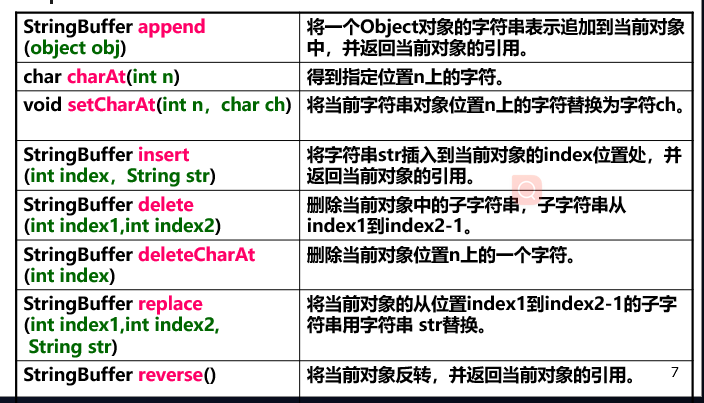 StringBuffer append
(object obj)
将一个Object对象的字符串表示追加到当前对象
中，并返回当前对象的引用。
char charAt(int n)
得到指定位置n上的字符。
void setCharAt(int n，char ch)
将当前字符串对象位置n上的字符替换为字符ch。
StringBuffer insert
(int index，String str)
将字符串str插入到当前对象的index位置处，并
返回当前对象的引用。
StringBuffer delete
(int index1,int index2)
删除当前对象中的子字符串，子字符串从
index1到index2-1。
StringBuffer deleteCharAt
(int index)
删除当前对象位置n上的一个字符。
StringBuffer replace
(int index1,int index2,
String str)
将当前对象的从位置index1到index2-1的子字
符串用字符串 str替换。
StringBuffer reverse()
将当前对象反转，并返回当前对象的引用。
7